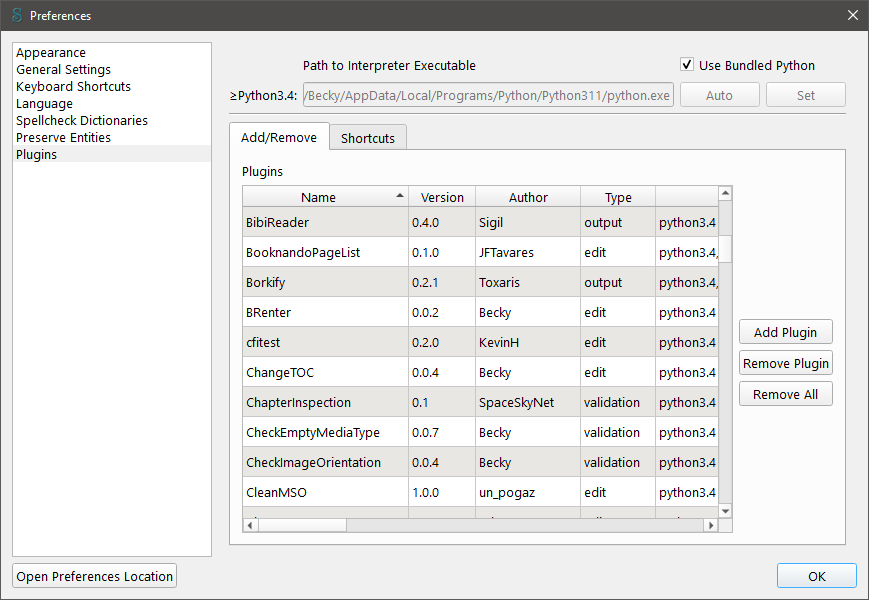 Preferences
Appearance
General Settings
Keyboard Shortcuts
Language
Spellcheck Dictionaries
Preserve Entities
Plugins
Path to Interpreter Executable
Use Bundled Python
≥Python3.4: /Becky/AppData/Local/Programs/Python/Python311/python.exe Auto Set
Add/Remove Shortcuts
Plugins
Name Version Author Type
BibiReader 0.4.0 Sigil output python3.4
BooknandoPageList 0.1.0 JFTavares edit python3.4,
Borkify 0.2.1 Toxaris output python3.4,
BRenter 0.0.2 Becky edit python3.4
cfitest 0.2.0 KevinH edit python3.4
ChangeTOC 0.0.4 Becky edit python3.4
ChapterInspection 0.1 SpaceSkyNet validation python3.4
CheckEmptyMediaType 0.0.7 Becky validation python3.4
CheckImageOrientation 0.0.4 Becky validation python3.4
CleanMSO 1.0.0 un_pogaz edit python3.4
Add Plugin
Remove Plugin
Remove All
Open Preferences Location
OK